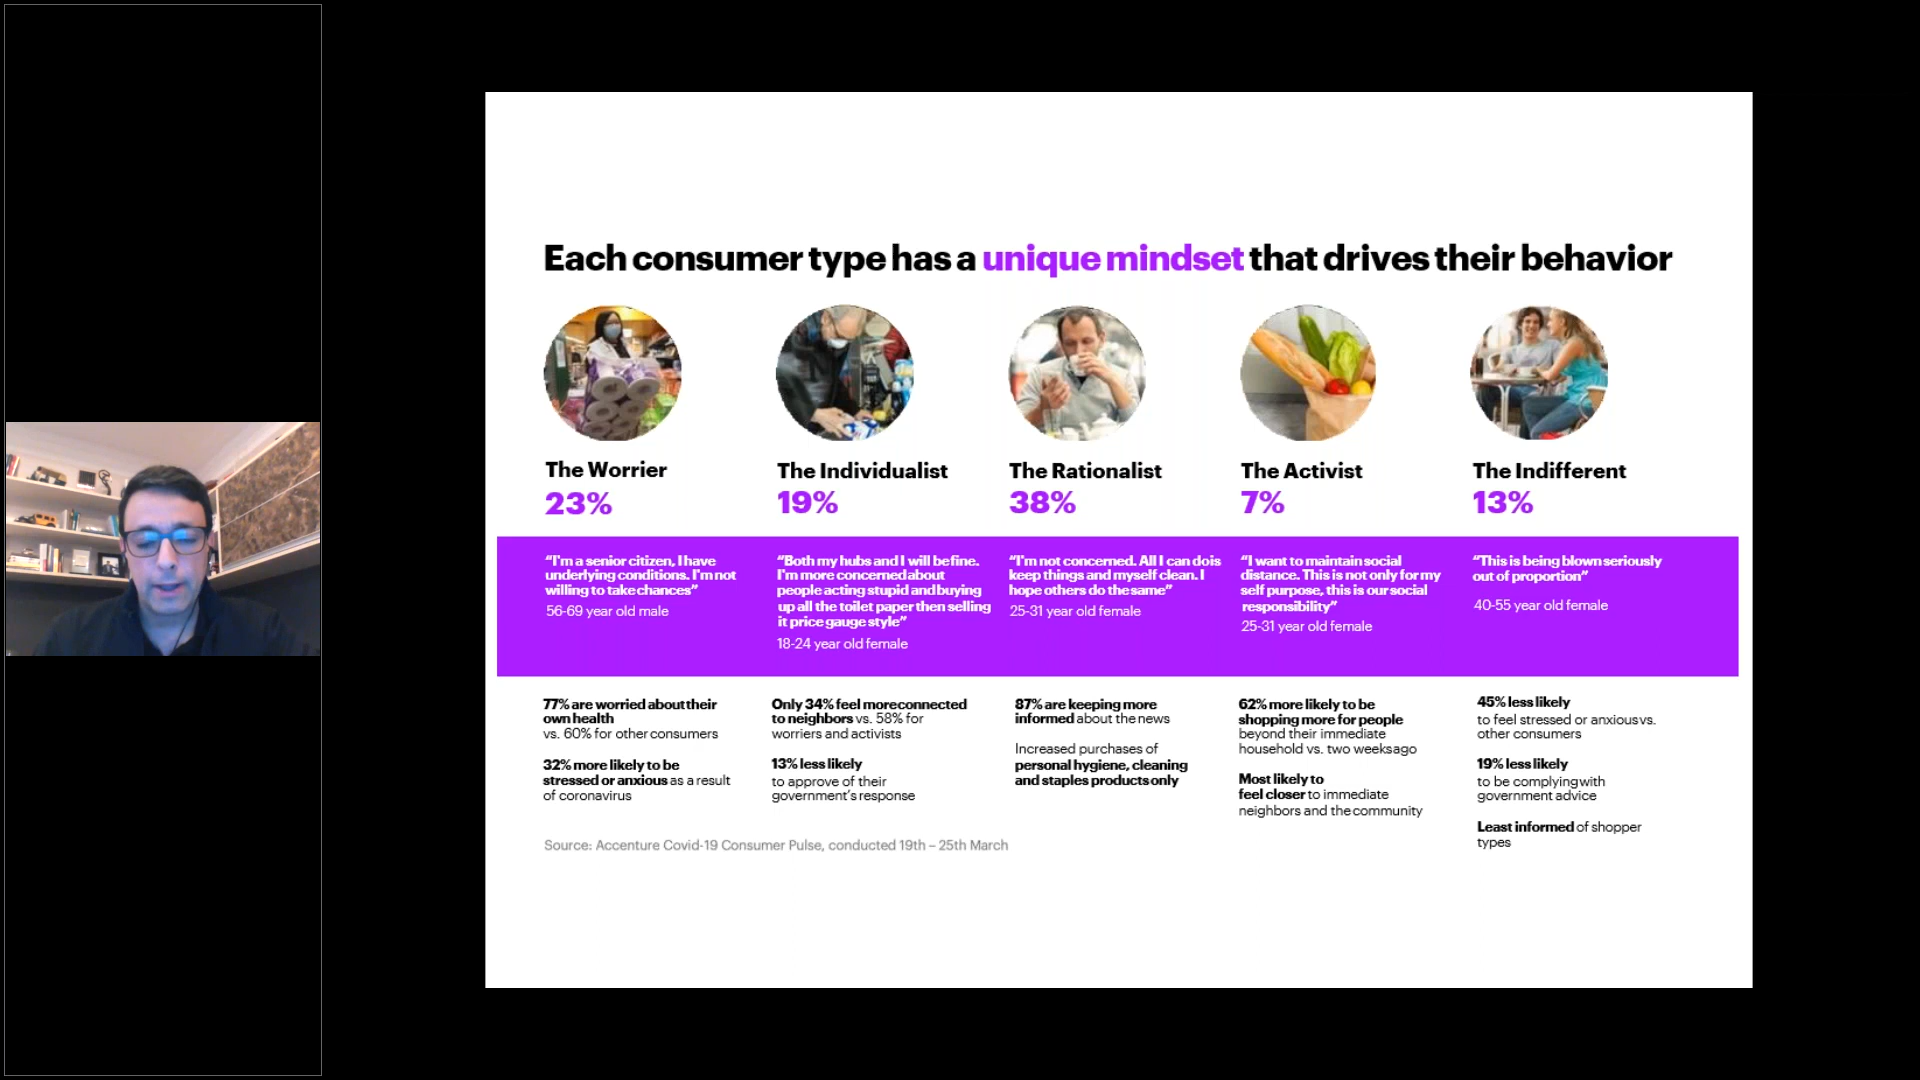 Each consumer type has a unique mindset that drives their behavior
The Worrier
23%
“I'm a senior citizen, I have
underlying conditions. I'm not
willing to take chances”
56-69 year old male
77% are worried about their
own health
vs. 60% for other consumers
32% more likely to be
stressed or anxious as a result
of coronavirus
The Individualist
19%
“Both my hubs and I will be fine.
I'm more concerned about
people acting stupid and buying
up all the toilet paper then selling
it price gauge style”
18-24 year old female
Only 34% feel more connected
to neighbors vs. 58% for
worriers and activists
13% less likely
to approve of their
government's response
The Rationalist
38%
“I'm not concerned. All I can do is
keep things and myself clean. I
hope others do the same”
25-31 year old female
87% are keeping more
informed about the news
Increased purchases of
personal hygiene, cleaning
and staples products only
The Activist
7%
“I want to maintain social
distance. This is not only for my
self purpose, this is our social
responsibility”
25-31 year old female
62% more likely to be
shopping more for people
beyond their immediate
household vs. two weeks ago
Most likely to
feel closer to immediate
neighbors and the community
The Indifferent
13%
“This is being blown seriously
out of proportion”
40-55 year old female
45% less likely
to feel stressed or anxious vs.
other consumers
19% less likely
to be complying with
government advice
Least informed of shopper
types
Source: Accenture Covid-19 Consumer Pulse, conducted 19th – 25th March